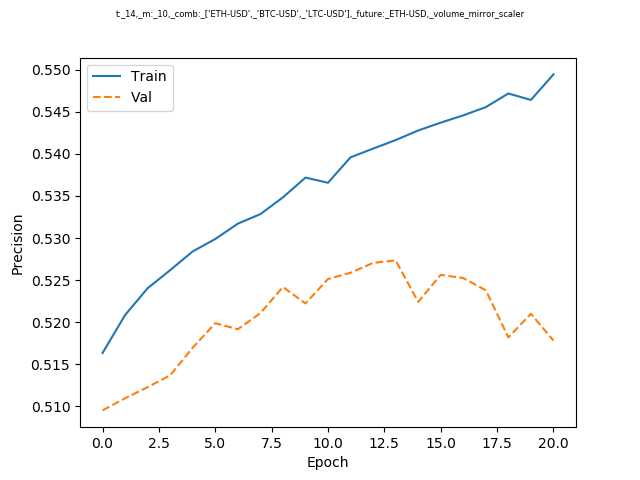 t:_14,_m:_10,_comb:_['ETH-USD',_'BTC-USD',_'LTC-USD'],_future:_ETH-USD,_volume_mirror_scaler
Train
Val
0.550
0.545
0.540
0.535
0.530
0.525
0.520
0.515
0.510
Precision
0.0 2.5 5.0 7.5 10.0 12.5 15.0 17.5 20.0
Epoch